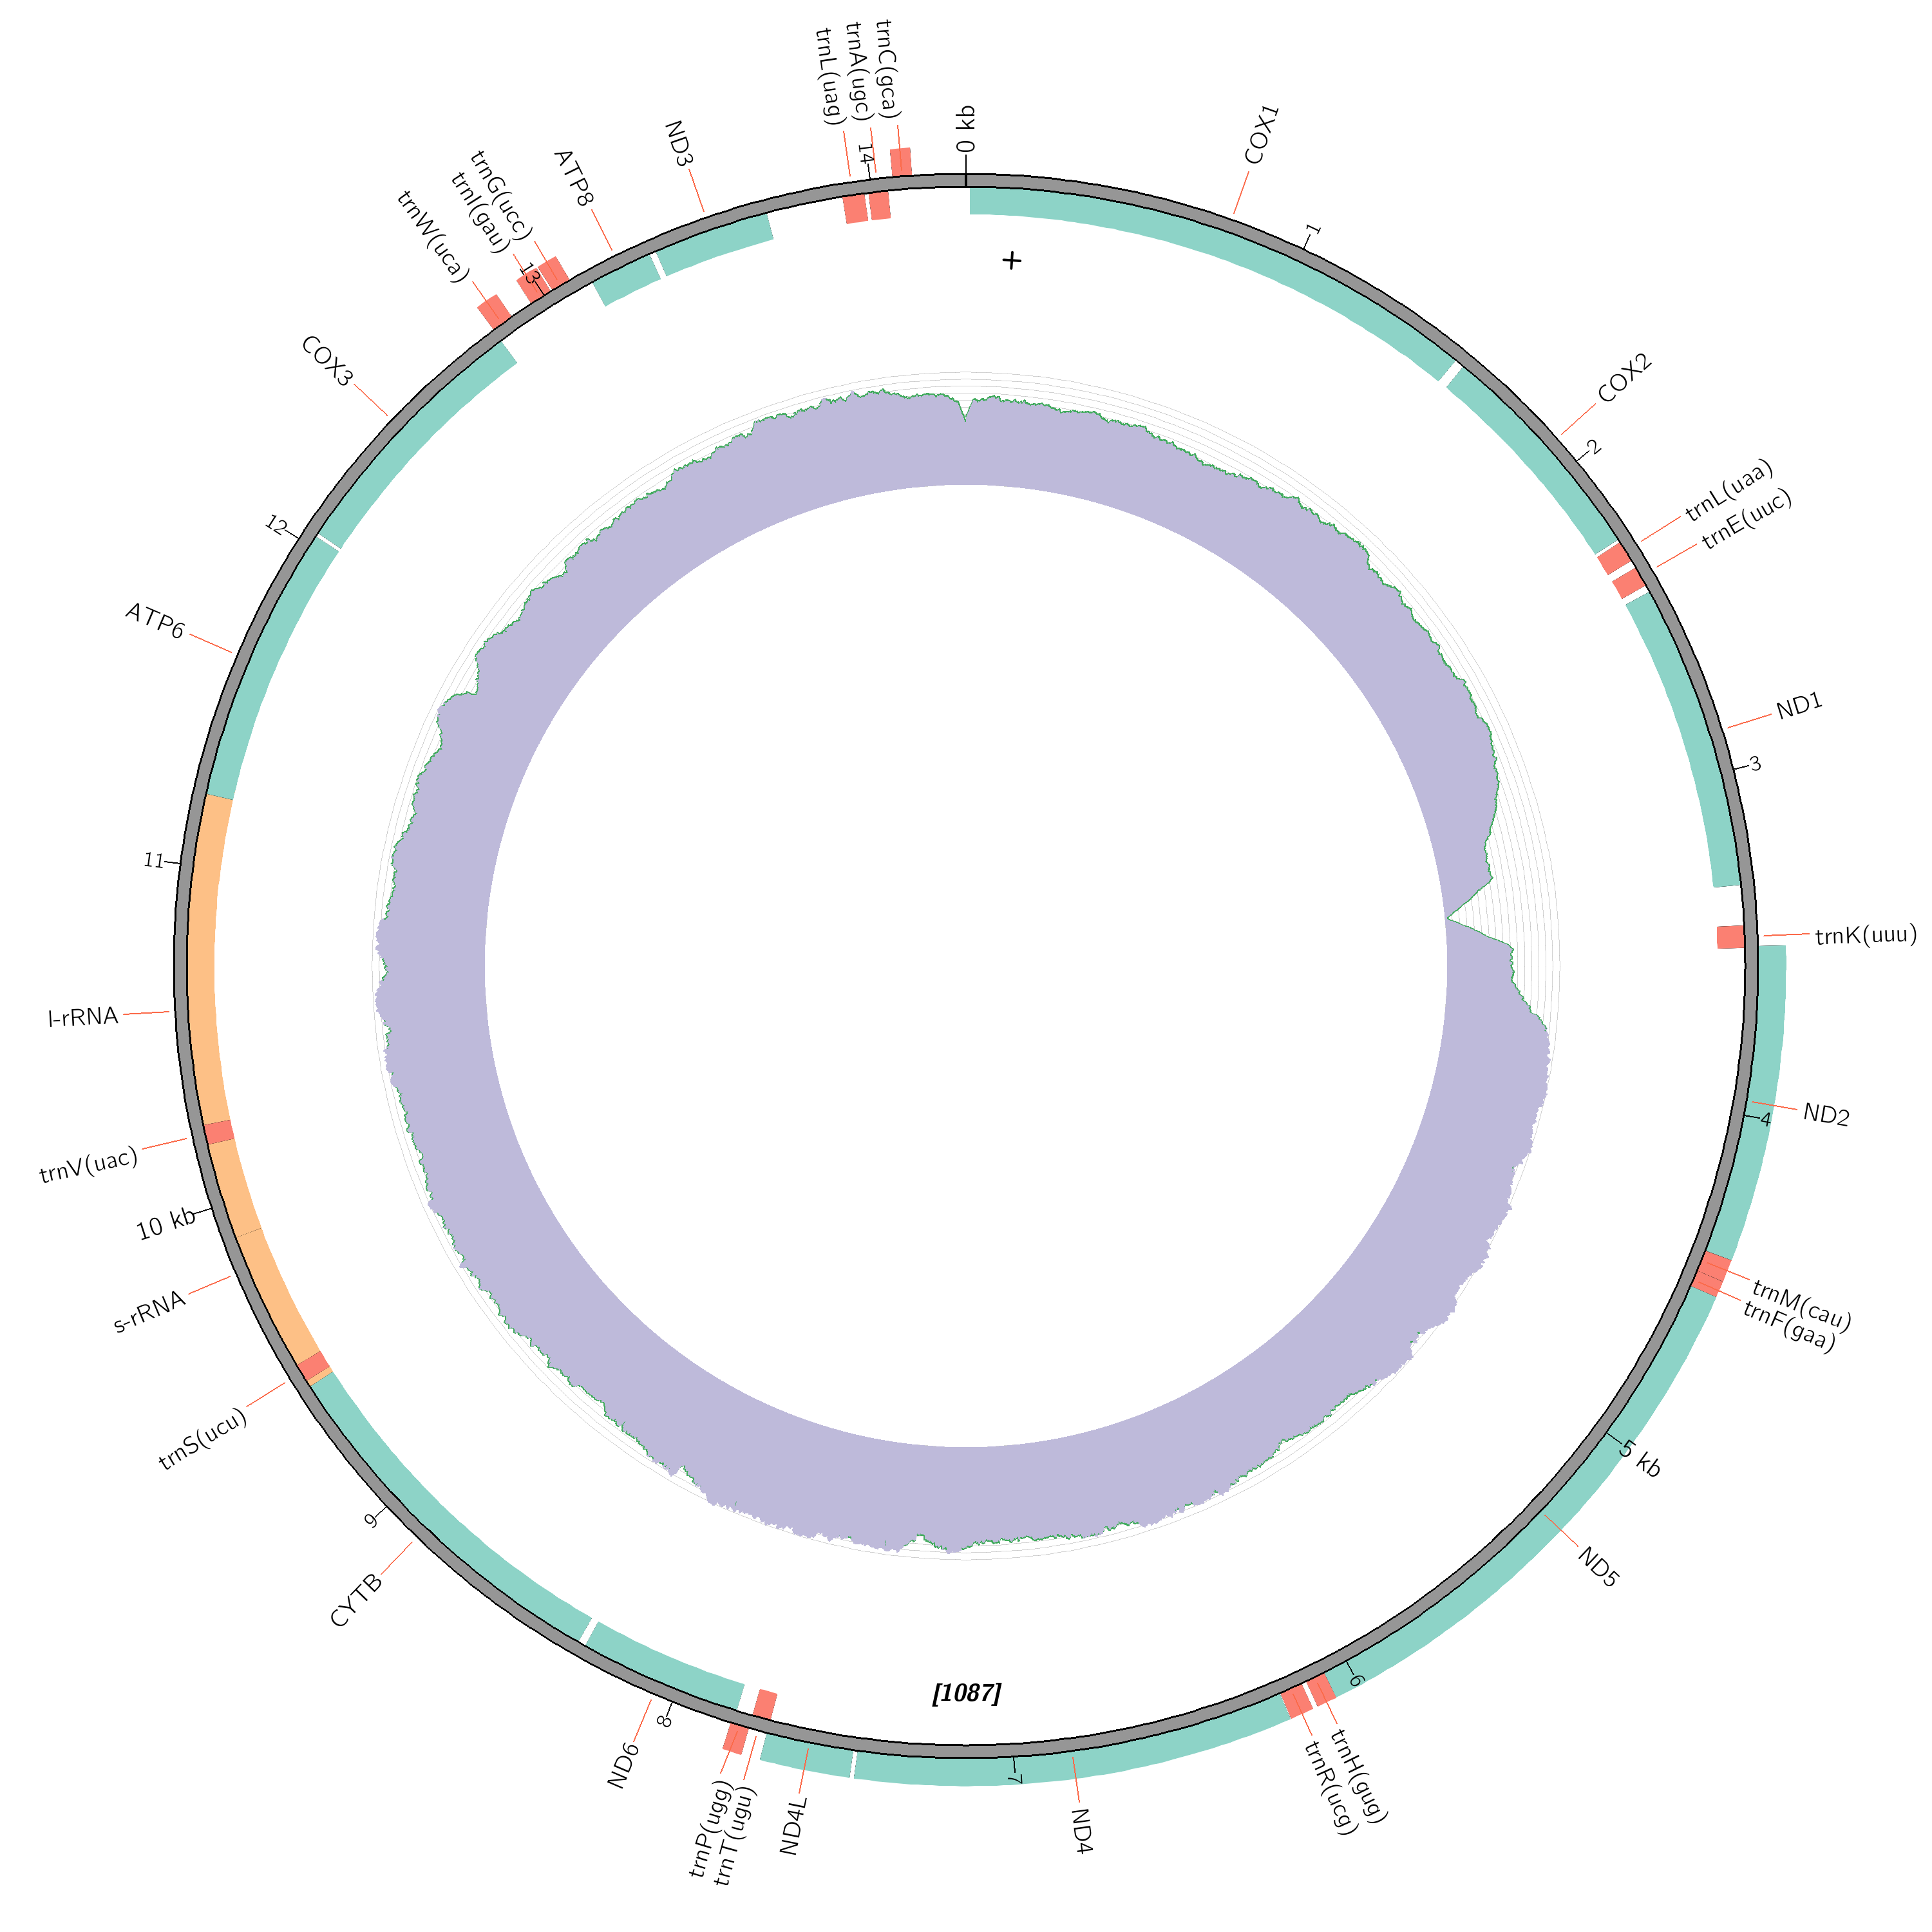 0 kb
COX1
1
COX2
2
trnL(uaa)
trnE(uuc)
ND1
3
trnK(uuu)
ND2
4
trnM(cau)
trnF(gaa)
5 kb
ND5
6
trnH(gug)
trnR(ucg)
ND4
7
ND4L
trnT(ugu)
trnP(ugg)
8
ND6
CYTB
9
trnS(ucu)
s-rRNA
10 kb
trnV(uac)
l-rRNA
11
ATP6
12
COX3
trnW(uca)
trnI(gau)
13
trnG(ucc)
ATP8
ND3
trnL(uag)
14
trnA(ugc)
trnC(gca)
+
[1087]